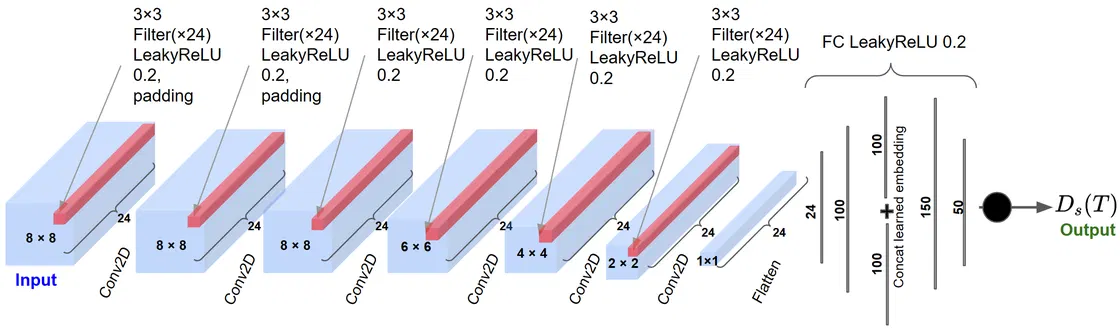 3×3
Filter(×24)
LeakyReLU
0.2,
padding
3×3
Filter(×24)
LeakyReLU
0.2,
padding
3×3
Filter(×24)
LeakyReLU
0.2
3×3
Filter(×24)
LeakyReLU
0.2
3×3
Filter(×24)
LeakyReLU
0.2
3×3
Filter(×24)
LeakyReLU
0.2
FC LeakyReLU 0.2
8 × 8
24
Input
Conv2D
8 × 8
24
Conv2D
8 × 8
24
Conv2D
6 × 6
24
Conv2D
4 × 4
24
Conv2D
2 × 2
24
Conv2D
1×1
24
Flatten
24
100
100
+
100
Concat learned embedding
150
50
Dₛ(T)
Output